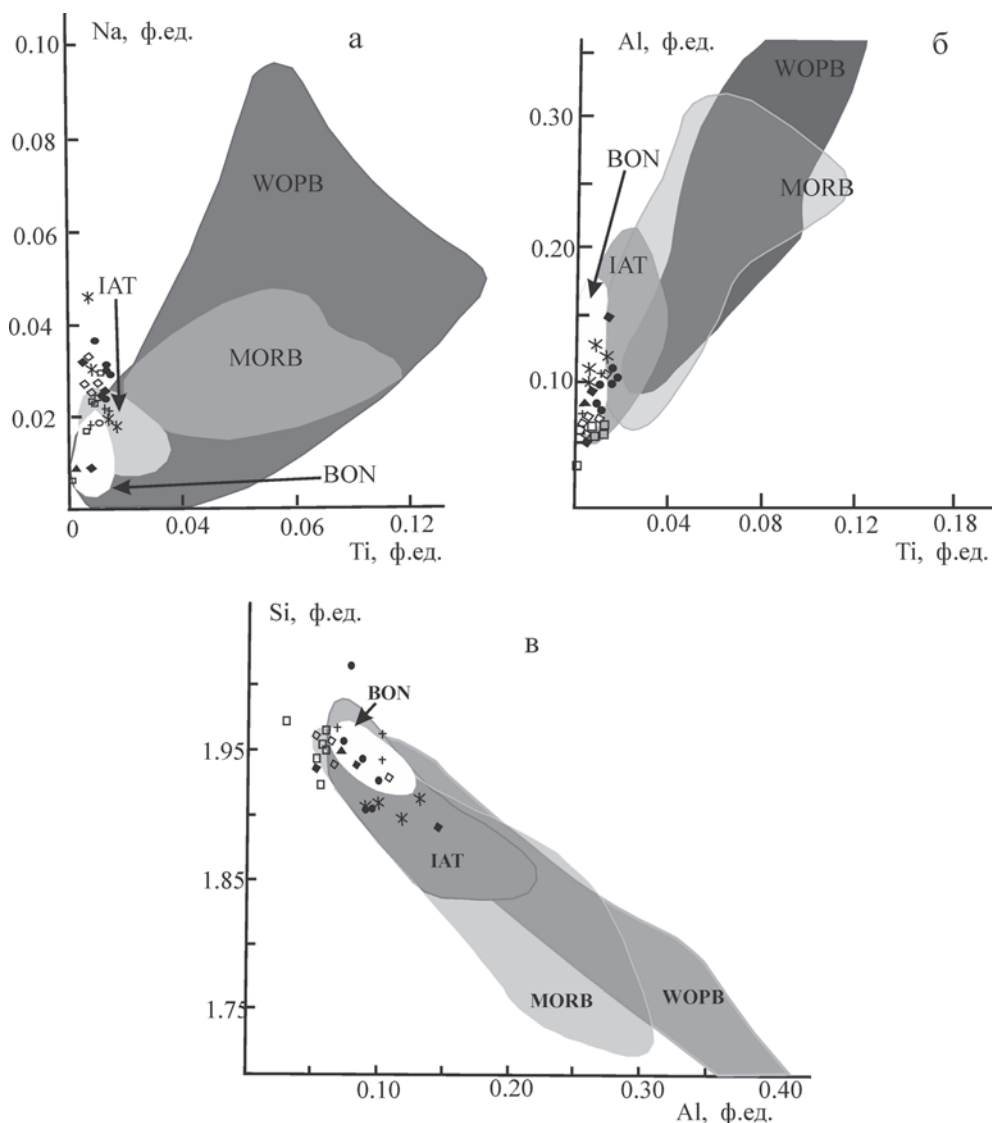 Na, ф.ед.
а
0.10
0.08
WOPB
0.06
IAT
0.04
MORB
0.02
BON
0
0.04
0.06
0.12
Ti, ф.ед.
Al, ф.ед.
б
WOPB
0.30
BON
MORB
0.20
IAT
0.10
0.04
0.08
0.12
0.18
Ti, ф.ед.
Si, ф.ед.
в
BON
1.95
IAT
1.85
MORB
WOPB
1.75
0.10
0.20
0.30
0.40
Al, ф.ед.